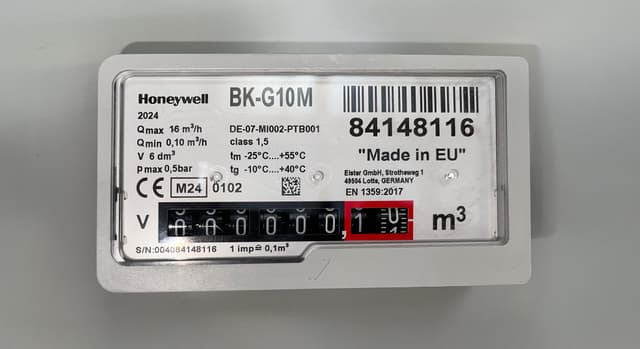 Honeywell BK-G10M
2024
Qmax 16 m³/h DE-07-MI002-PTB001
Qmin 0,10 m³/h class 1,5
V 6 dm³ tm -25°C....+55°C
pmax 0,5bar tg -10°C....+40°C
CE M24 0102
84148116
"Made in EU"
Elster GmbH, Strotheweg 1
49504 Lotte, GERMANY
EN 1359:2017
V 000000,10 m³
S/N:004084148116 1 imp≙0,1m³